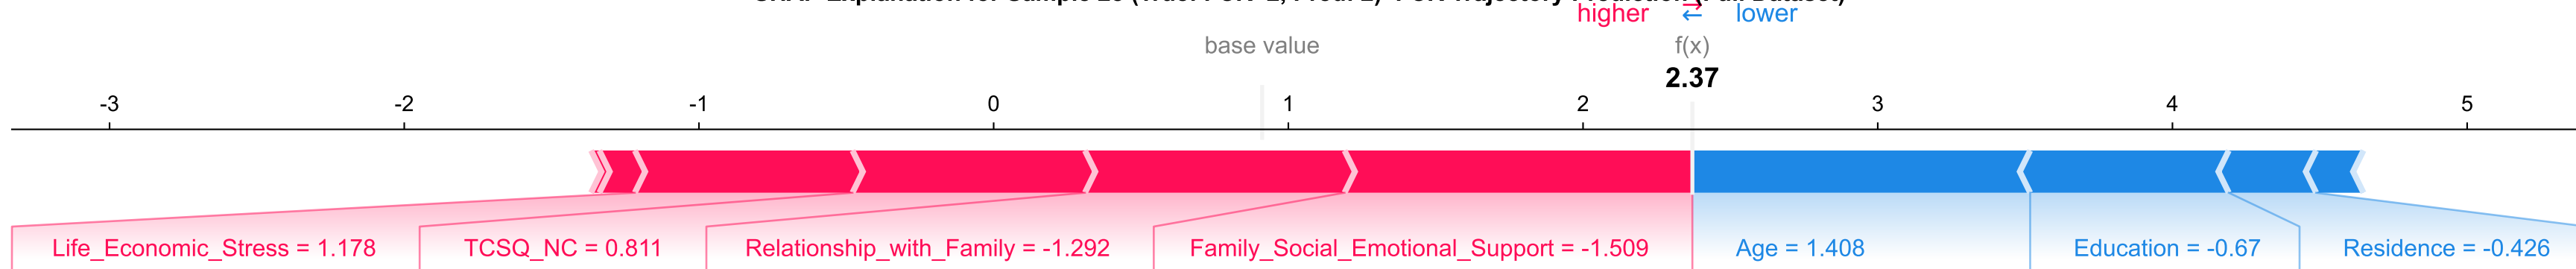 higher ⇄ lower
base value f(x)
2.37
-3 -2 -1 0 1 2 3 4 5
Life_Economic_Stress = 1.178 TCSQ_NC = 0.811 Relationship_with_Family = -1.292 Family_Social_Emotional_Support = -1.509 Age = 1.408 Education = -0.67 Residence = -0.426